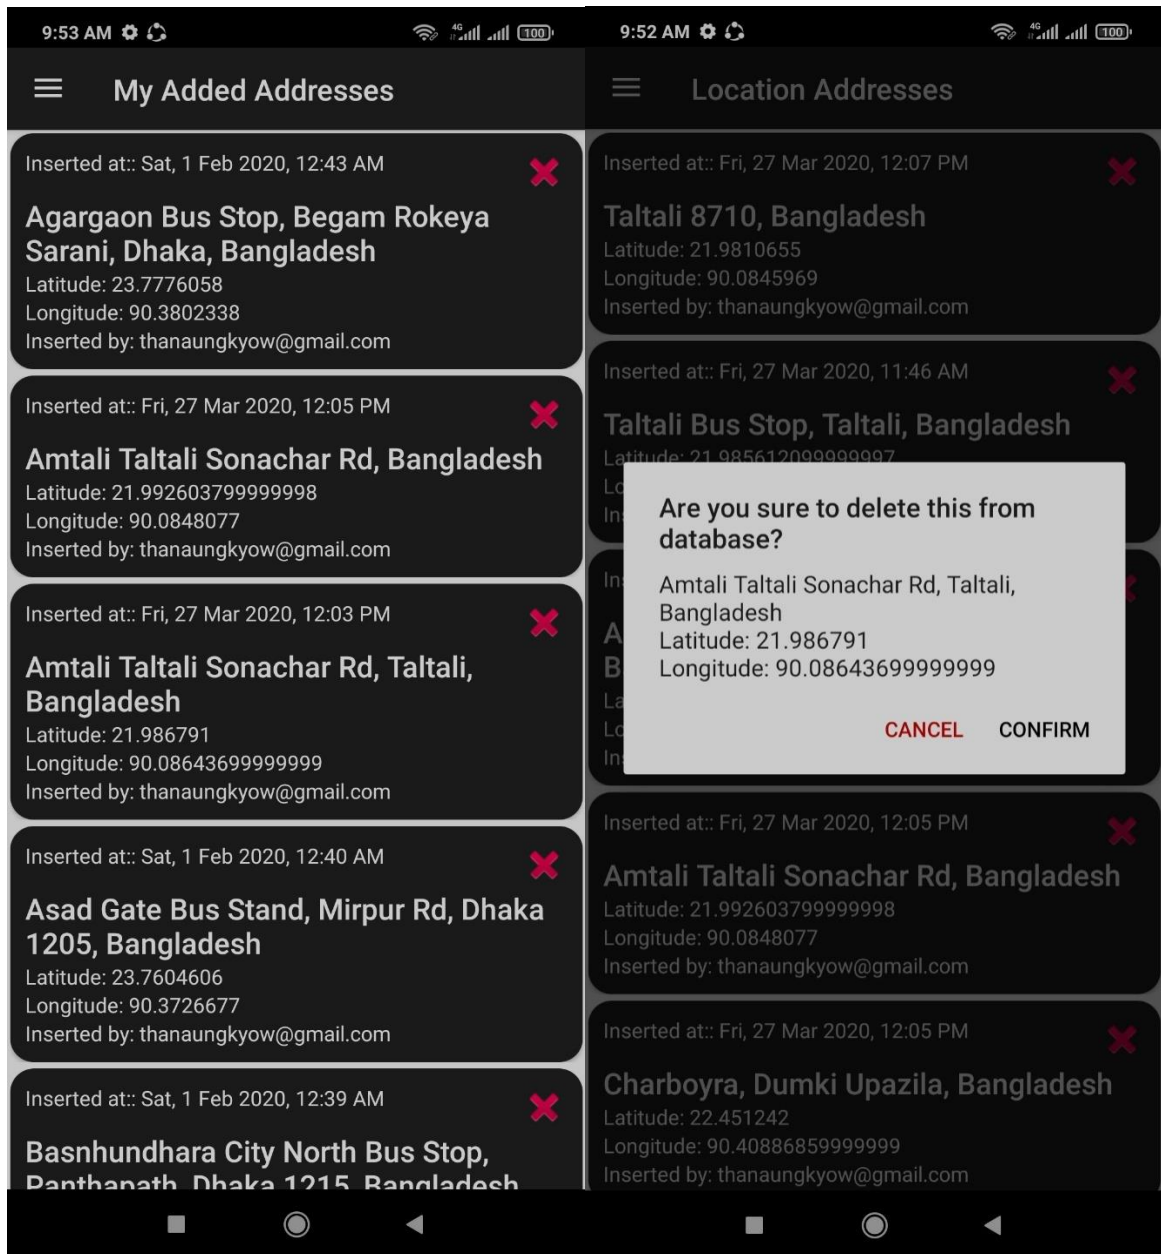 9:53 AM
4G
100
My Added Addresses
Inserted at:: Sat, 1 Feb 2020, 12:43 AM
Agargaon Bus Stop, Begam Rokeya
Sarani, Dhaka, Bangladesh
Latitude: 23.7776058
Longitude: 90.3802338
Inserted by: thanaungkyow@gmail.com
Inserted at:: Fri, 27 Mar 2020, 12:05 PM
Amtali Taltali Sonachar Rd, Bangladesh
Latitude: 21.992603799999998
Longitude: 90.0848077
Inserted by: thanaungkyow@gmail.com
Inserted at:: Fri, 27 Mar 2020, 12:03 PM
Amtali Taltali Sonachar Rd, Taltali,
Bangladesh
Latitude: 21.986791
Longitude: 90.08643699999999
Inserted by: thanaungkyow@gmail.com
Inserted at:: Sat, 1 Feb 2020, 12:40 AM
Asad Gate Bus Stand, Mirpur Rd, Dhaka
1205, Bangladesh
Latitude: 23.7604606
Longitude: 90.3726677
Inserted by: thanaungkyow@gmail.com
Inserted at:: Sat, 1 Feb 2020, 12:39 AM
Basnhundhara City North Bus Stop,
Panthapath, Dhaka 1215, Bangladesh
9:52 AM
4G
100
Location Addresses
Inserted at:: Fri, 27 Mar 2020, 12:07 PM
Taltali 8710, Bangladesh
Latitude: 21.9810655
Longitude: 90.0845969
Inserted by: thanaungkyow@gmail.com
Inserted at:: Fri, 27 Mar 2020, 11:46 AM
Taltali Bus Stop, Taltali, Bangladesh
Latitude: 21.985612099999997
Are you sure to delete this from
database?
Amtali Taltali Sonachar Rd, Taltali,
Bangladesh
Latitude: 21.986791
Longitude: 90.08643699999999
CANCEL CONFIRM
Inserted at:: Fri, 27 Mar 2020, 12:05 PM
Amtali Taltali Sonachar Rd, Bangladesh
Latitude: 21.992603799999998
Longitude: 90.0848077
Inserted by: thanaungkyow@gmail.com
Inserted at:: Fri, 27 Mar 2020, 12:05 PM
Charboyra, Dumki Upazila, Bangladesh
Latitude: 22.451242
Longitude: 90.40886859999999
Inserted by: thanaungkyow@gmail.com